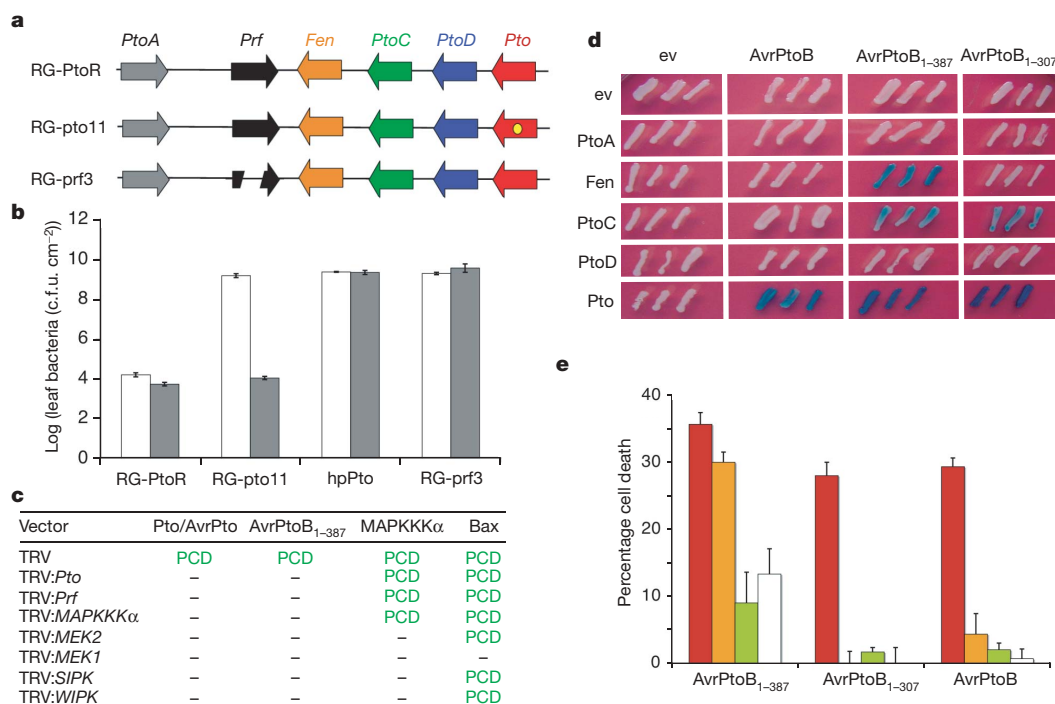 a
PtoA Prf Fen PtoC PtoD Pto
RG-PtoR
RG-pto11
RG-prf3
b
Log (leaf bacteria (c.f.u. cm⁻²))
12
10
8
6
4
2
0
RG-PtoR RG-pto11 hpPto RG-prf3
c
Vector Pto/AvrPto AvrPtoB₁₋₃₈₇ MAPKKKα Bax
TRV PCD PCD PCD PCD
TRV:Pto – – PCD PCD
TRV:Prf – – PCD PCD
TRV:MAPKKKα – – PCD PCD
TRV:MEK2 – – – PCD
TRV:MEK1 – – – –
TRV:SIPK – – – PCD
TRV:WIPK – – – PCD
d
ev AvrPtoB AvrPtoB₁₋₃₈₇ AvrPtoB₁₋₃₀₇
ev
PtoA
Fen
PtoC
PtoD
Pto
e
Percentage cell death
40
30
20
10
0
AvrPtoB₁₋₃₈₇ AvrPtoB₁₋₃₀₇ AvrPtoB